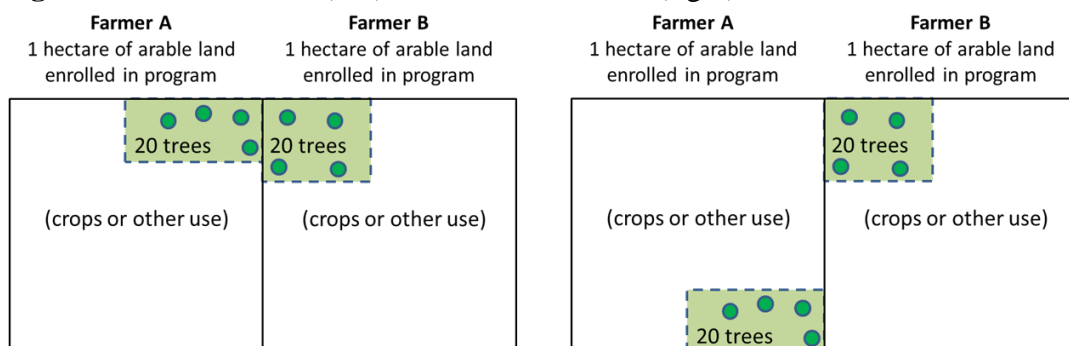 Farmer A
1 hectare of arable land
enrolled in program
Farmer B
1 hectare of arable land
enrolled in program
20 trees
20 trees
(crops or other use)
(crops or other use)
Farmer A
1 hectare of arable land
enrolled in program
Farmer B
1 hectare of arable land
enrolled in program
20 trees
(crops or other use)
(crops or other use)
20 trees